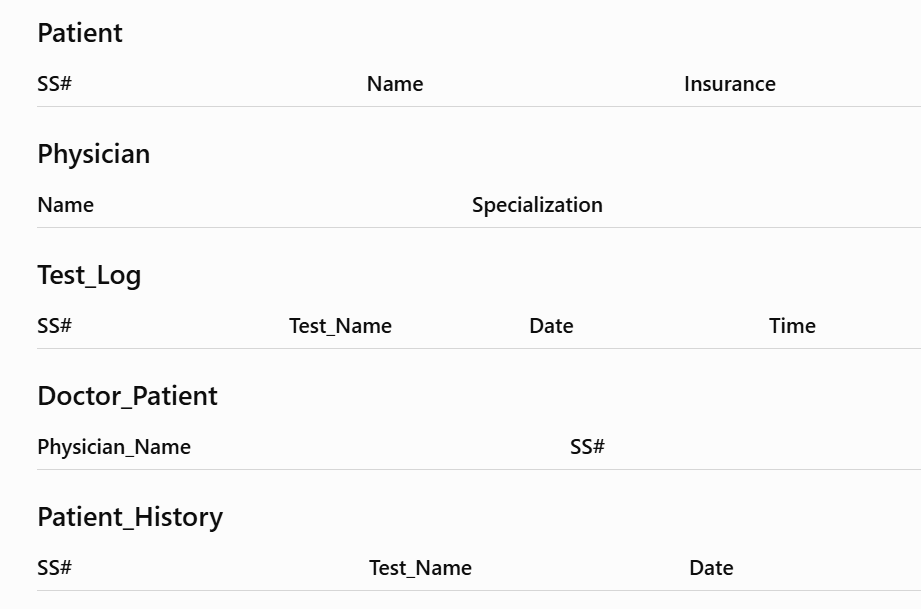 Patient
SS# Name Insurance
Physician
Name Specialization
Test_Log
SS# Test_Name Date Time
Doctor_Patient
Physician_Name SS#
Patient_History
SS# Test_Name Date